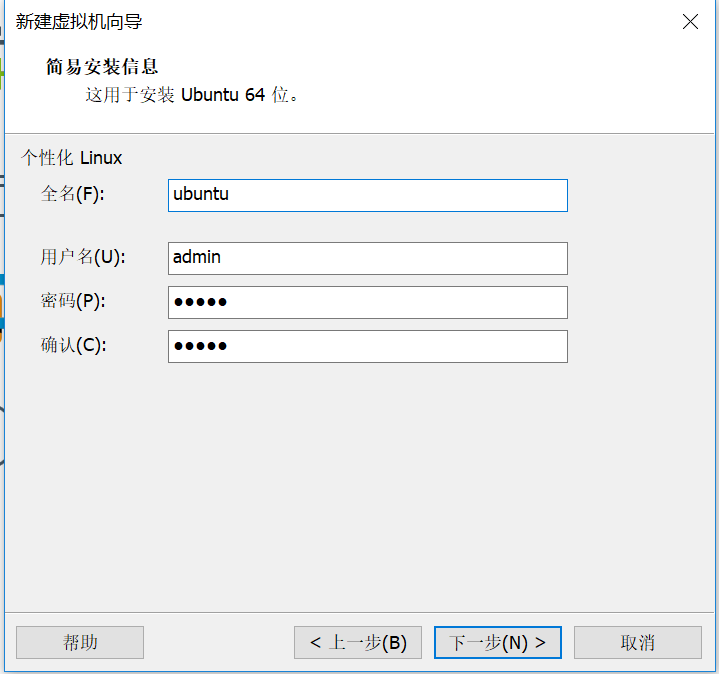 新建虚拟机向导
简易安装信息
这用于安装 Ubuntu 64 位。
个性化 Linux
全名(F): ubuntu
用户名(U): admin
密码(P): ●●●●●
确认(C): ●●●●●
帮助 < 上一步(B) 下一步(N) > 取消